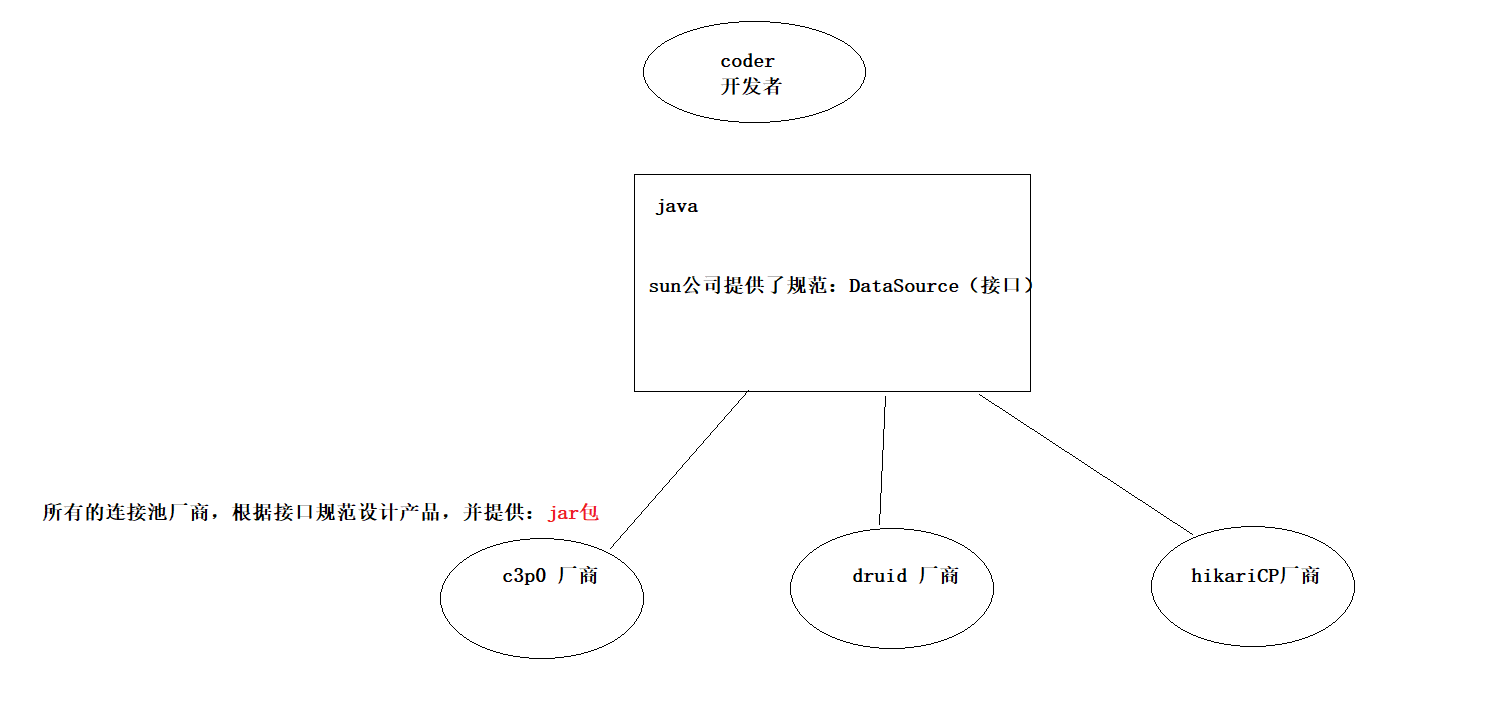 coder
开发者
java
sun公司提供了规范：DataSource（接口）
所有的连接池厂商，根据接口规范设计产品，并提供：jar包
c3p0 厂商
druid 厂商
hikariCP厂商